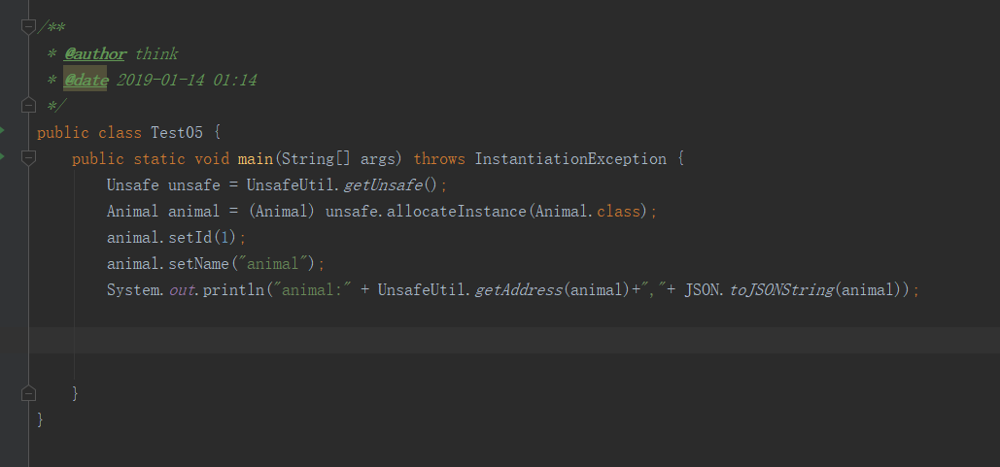 /**
 * @author think
 * @date 2019-01-14 01:14
 */
public class Test05 {
    public static void main(String[] args) throws InstantiationException {
        Unsafe unsafe = UnsafeUtil.getUnsafe();
        Animal animal = (Animal) unsafe.allocateInstance(Animal.class);
        animal.setId(1);
        animal.setName("animal");
        System.out.println("animal:" + UnsafeUtil.getAddress(animal)+","+ JSON.toJSONString(animal));
    }
}